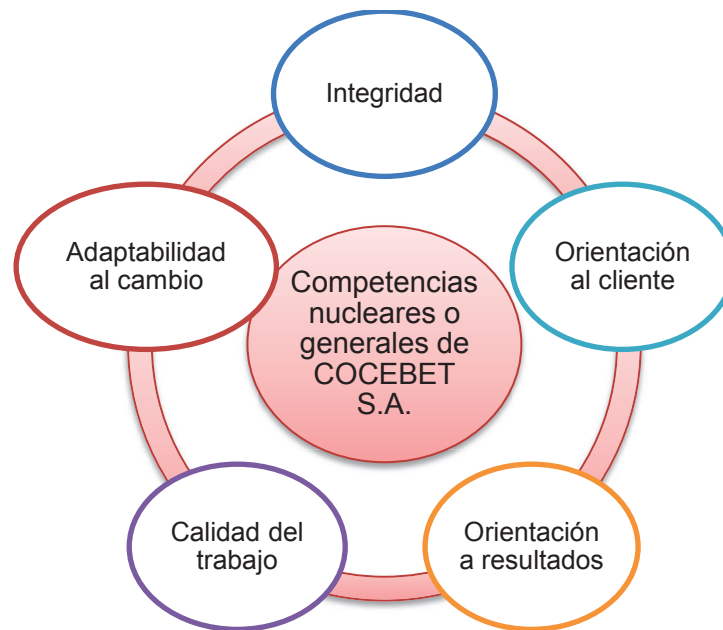 Integridad
Adaptabilidad
al cambio
Orientación
al cliente
Competencias
nucleares o
generales de
COCEBET
S.A.
Calidad del
trabajo
Orientación
a resultados